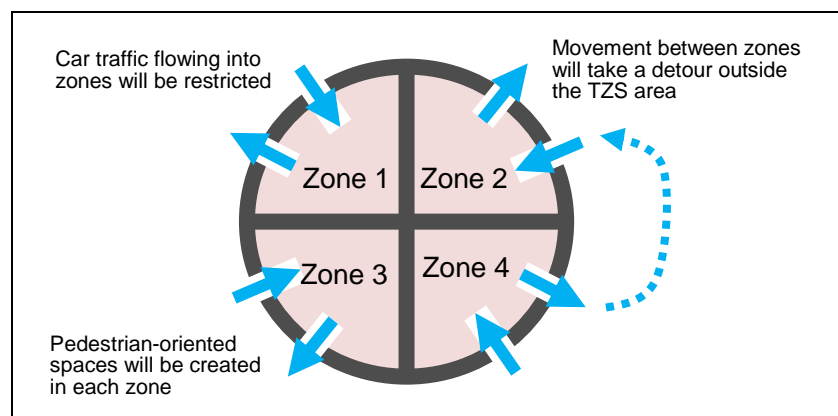 Car traffic flowing into
zones will be restricted
Movement between zones
will take a detour outside
the TZS area
Zone 1
Zone 2
Zone 3
Zone 4
Pedestrian-oriented
spaces will be created
in each zone